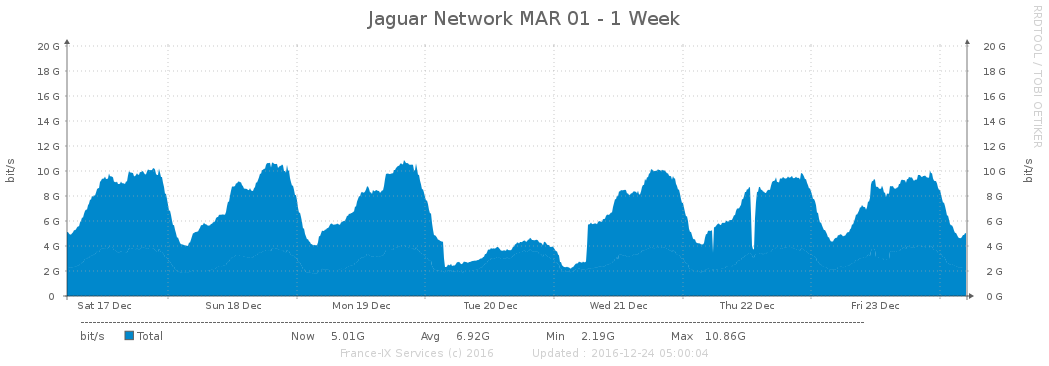 Jaguar Network MAR 01 - 1 Week
RRDTOOL / TOBI OETIKER
bit/s
bit/s
20 G 20 G
18 G 18 G
16 G 16 G
14 G 14 G
12 G 12 G
10 G 10 G
8 G 8 G
6 G 6 G
4 G 4 G
2 G 2 G
0 0 G
Sat 17 Dec Sun 18 Dec Mon 19 Dec Tue 20 Dec Wed 21 Dec Thu 22 Dec Fri 23 Dec
bit/s Total Now 5.01G Avg 6.92G Min 2.19G Max 10.86G
France-IX Services (c) 2016 Updated : 2016-12-24 05:00:04